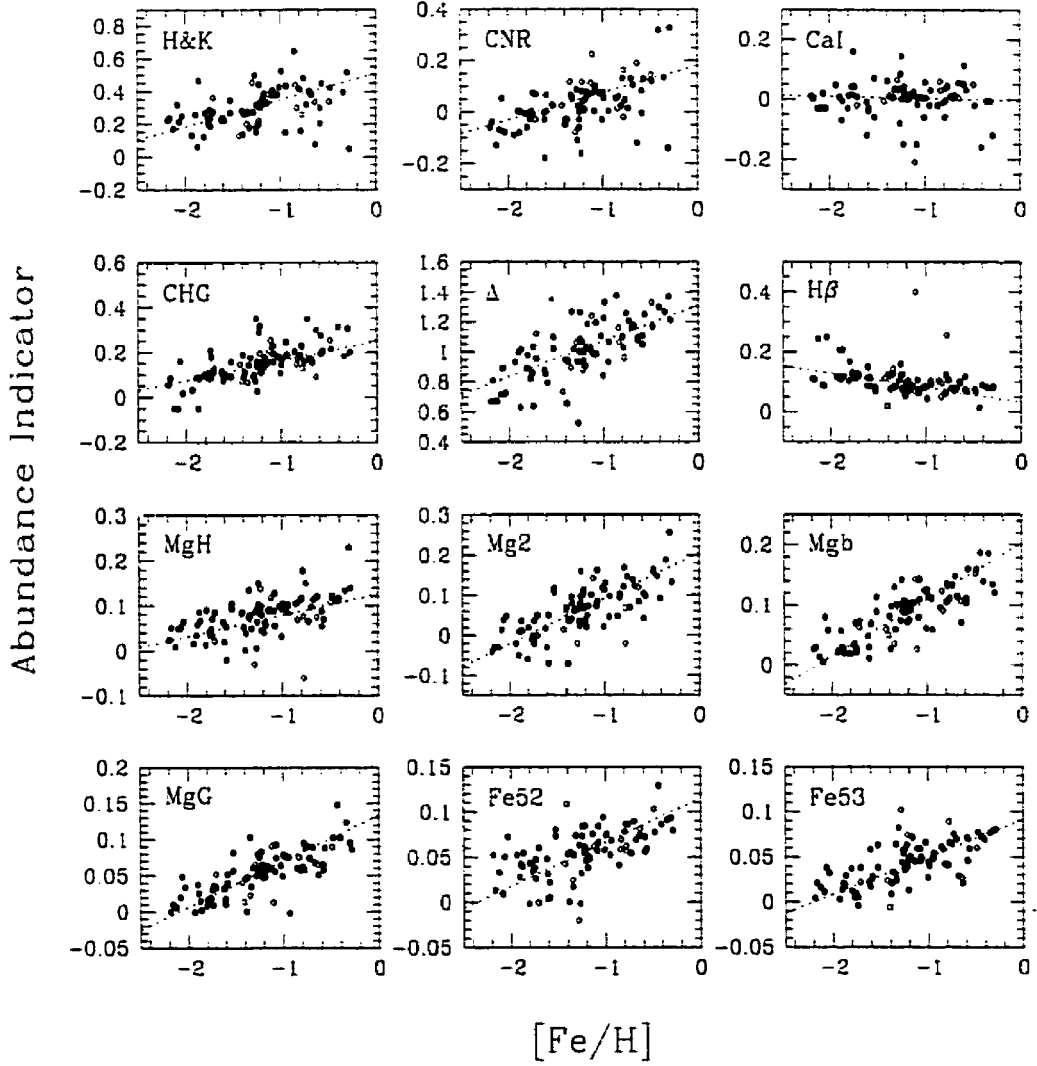 Abundance Indicator
H&K
0.8
0.6
0.4
0.2
0
-0.2
-2 -1 0
CNR
0.4
0.2
0
-0.2
-2 -1 0
CaI
0.2
0
-0.2
-2 -1 0
CHG
0.6
0.4
0.2
0
-0.2
-2 -1 0
Δ
1.6
1.4
1.2
1
0.8
0.6
0.4
-2 -1 0
Hβ
0.4
0.2
0
-2 -1 0
MgH
0.3
0.2
0.1
0
-0.1
-2 -1 0
Mg2
0.3
0.2
0.1
0
-0.1
-2 -1 0
Mgb
0.2
0.1
0
-2 -1 0
MgG
0.2
0.15
0.1
0.05
0
-0.05
-2 -1 0
Fe52
0.15
0.1
0.05
0
-0.05
-2 -1 0
Fe53
0.15
0.1
0.05
0
-0.05
-2 -1 0
[Fe/H]